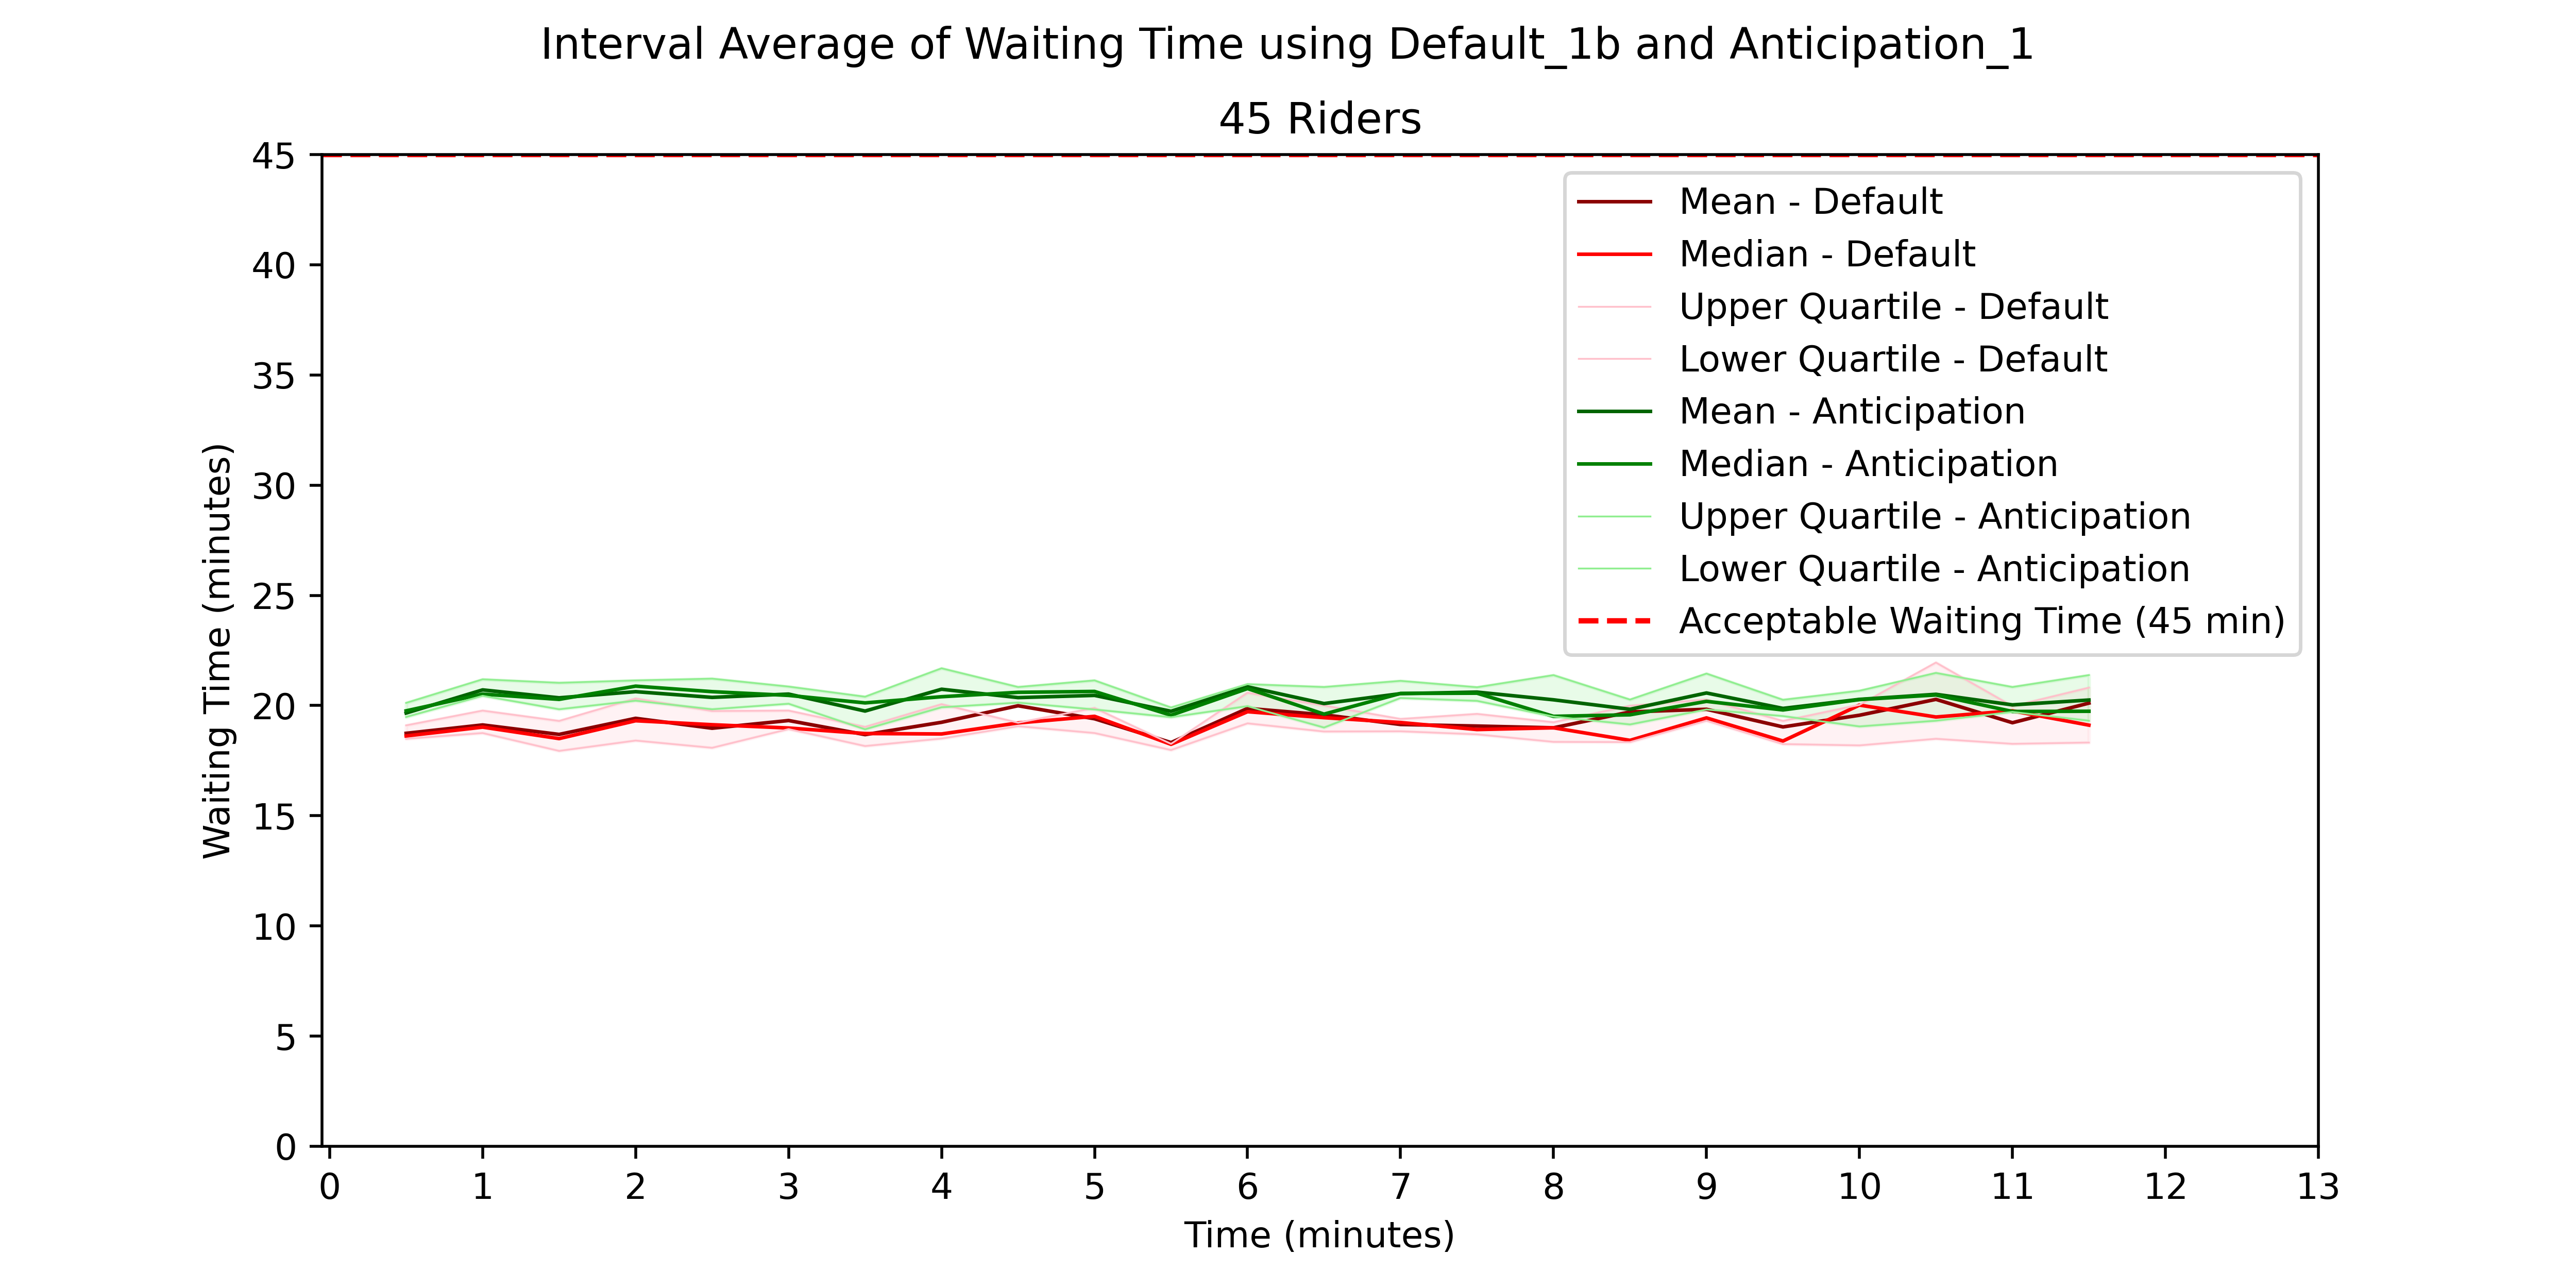 Interval Average of Waiting Time using Default_1b and Anticipation_1
45 Riders
45
40
35
30
25
20
15
10
5
0
Waiting Time (minutes)
Mean - Default
Median - Default
Upper Quartile - Default
Lower Quartile - Default
Mean - Anticipation
Median - Anticipation
Upper Quartile - Anticipation
Lower Quartile - Anticipation
Acceptable Waiting Time (45 min)
0 1 2 3 4 5 6 7 8 9 10 11 12 13
Time (minutes)